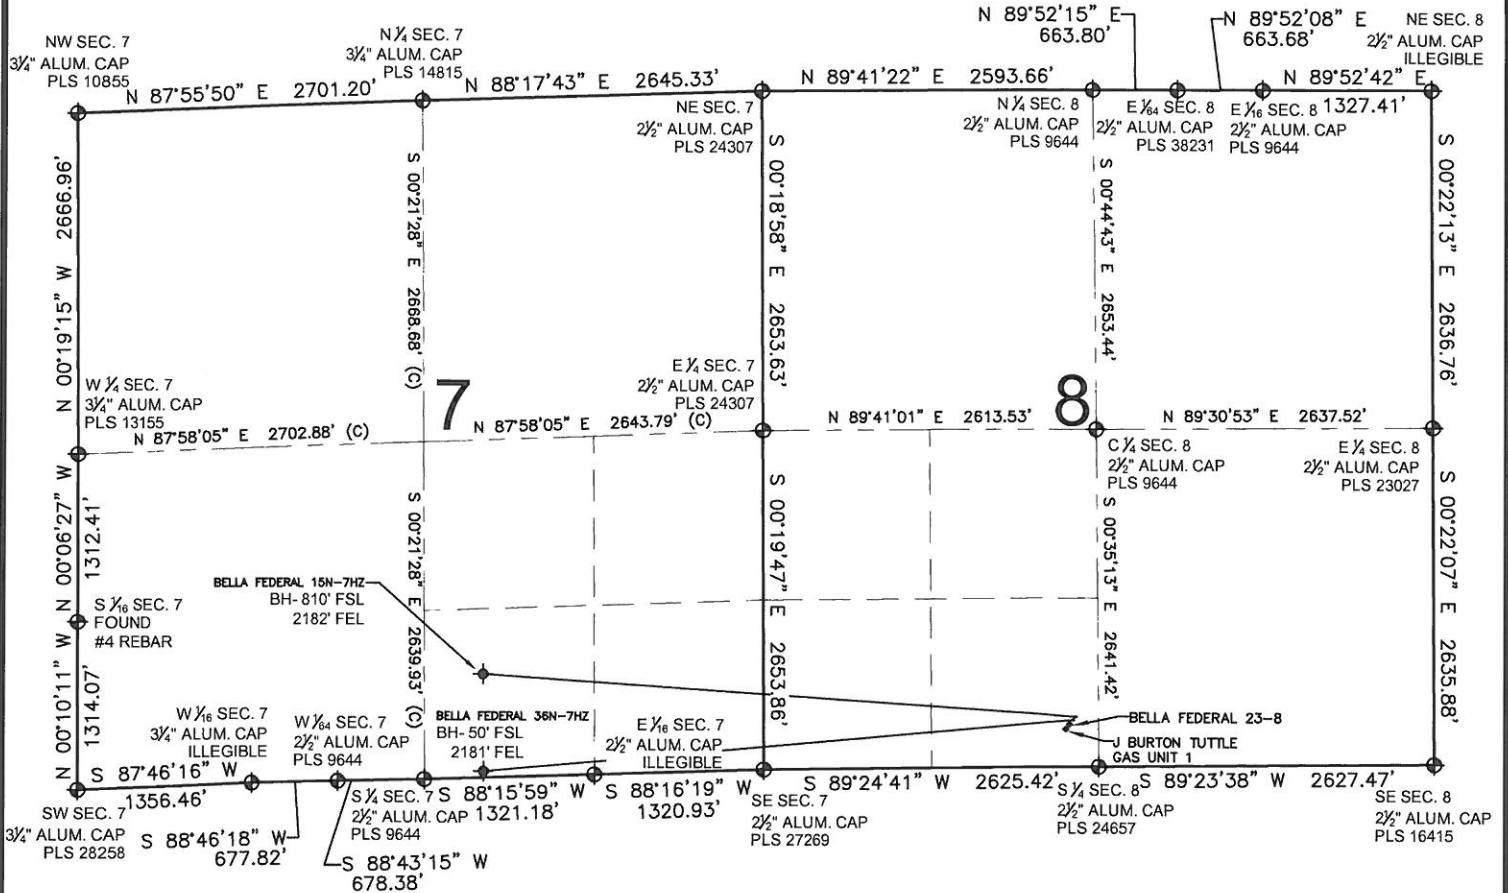 NW SEC. 7
3¼" ALUM. CAP
PLS 10855
N ¼ SEC. 7
3¼" ALUM. CAP
PLS 14815
N 89°52'15" E
663.80'
N 89°52'08" E
663.68'
NE SEC. 8
2½" ALUM. CAP
ILLEGIBLE
N 87°55'50" E 2701.20'
N 88°17'43" E 2645.33'
N 89°41'22" E 2593.66'
N 89°52'42" E
1327.41'
NE SEC. 7
2½" ALUM. CAP
PLS 24307
N ¼ SEC. 8
2½" ALUM. CAP
PLS 9644
E 1/64 SEC. 8
2½" ALUM. CAP
PLS 38231
E 1/16 SEC. 8
2½" ALUM. CAP
PLS 9644
N 00°19'15" W 2666.96'
S 00°21'28" E 2668.68' (C)
S 00°18'58" E 2653.63'
S 00°44'43" E 2653.44'
S 00°22'13" E 2636.76'
W ¼ SEC. 7
3¼" ALUM. CAP
PLS 13155
7
E ¼ SEC. 7
2½" ALUM. CAP
PLS 24307
8
N 87°58'05" E 2702.88' (C)
N 87°58'05" E 2643.79' (C)
N 89°41'01" E 2613.53'
N 89°30'53" E 2637.52'
C ¼ SEC. 8
2½" ALUM. CAP
PLS 9644
E ¼ SEC. 8
2½" ALUM. CAP
PLS 23027
N 00°06'27" W
1312.41'
S 00°21'28" E 2639.93' (C)
S 00°19'47" E 2653.86'
S 00°35'13" E 2641.42'
S 00°22'07" E 2635.88'
BELLA FEDERAL 15N-7HZ
BH- 810' FSL
2182' FEL
S 1/16 SEC. 7
FOUND
#4 REBAR
N 00°10'11" W
1314.07'
W 1/16 SEC. 7
3¼" ALUM. CAP
ILLEGIBLE
W 1/64 SEC. 7
2½" ALUM. CAP
PLS 9644
BELLA FEDERAL 36N-7HZ
BH- 50' FSL
2181' FEL
E 1/16 SEC. 7
2½" ALUM. CAP
ILLEGIBLE
BELLA FEDERAL 23-8
J BURTON TUTTLE
GAS UNIT 1
S 87°46'16" W
1356.46'
S 88°15'59" W
1321.18'
S 88°16'19" W
1320.93'
S 89°24'41" W 2625.42'
S 89°23'38" W 2627.47'
SW SEC. 7
3¼" ALUM. CAP
PLS 28258
S 88°46'18" W
677.82'
S 88°43'15" W
678.38'
S ¼ SEC. 7
2½" ALUM. CAP
PLS 9644
SE SEC. 7
2½" ALUM. CAP
PLS 27269
S ¼ SEC. 8
2½" ALUM. CAP
PLS 24657
SE SEC. 8
2½" ALUM. CAP
PLS 16415